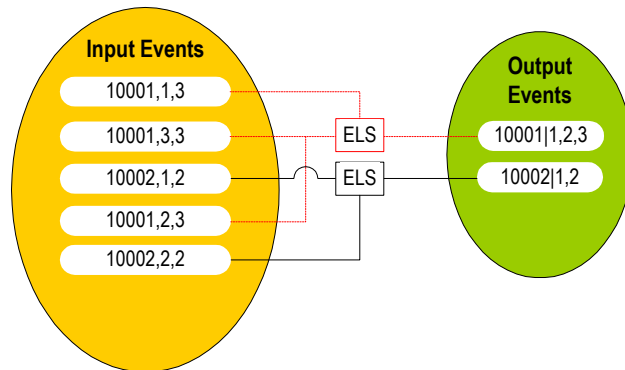 Input Events
10001,1,3
10001,3,3
10002,1,2
10001,2,3
10002,2,2
ELS
ELS
Output
Events
10001|1,2,3
10002|1,2